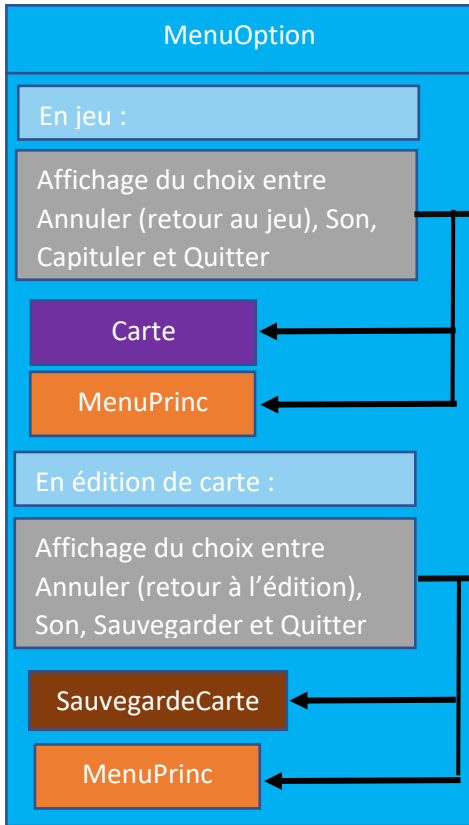 MenuOption
En jeu :
Affichage du choix entre
Annuler (retour au jeu), Son,
Capituler et Quitter
Carte
MenuPrinc
En édition de carte :
Affichage du choix entre
Annuler (retour à l'édition),
Son, Sauvegarder et Quitter
SauvegardeCarte
MenuPrinc